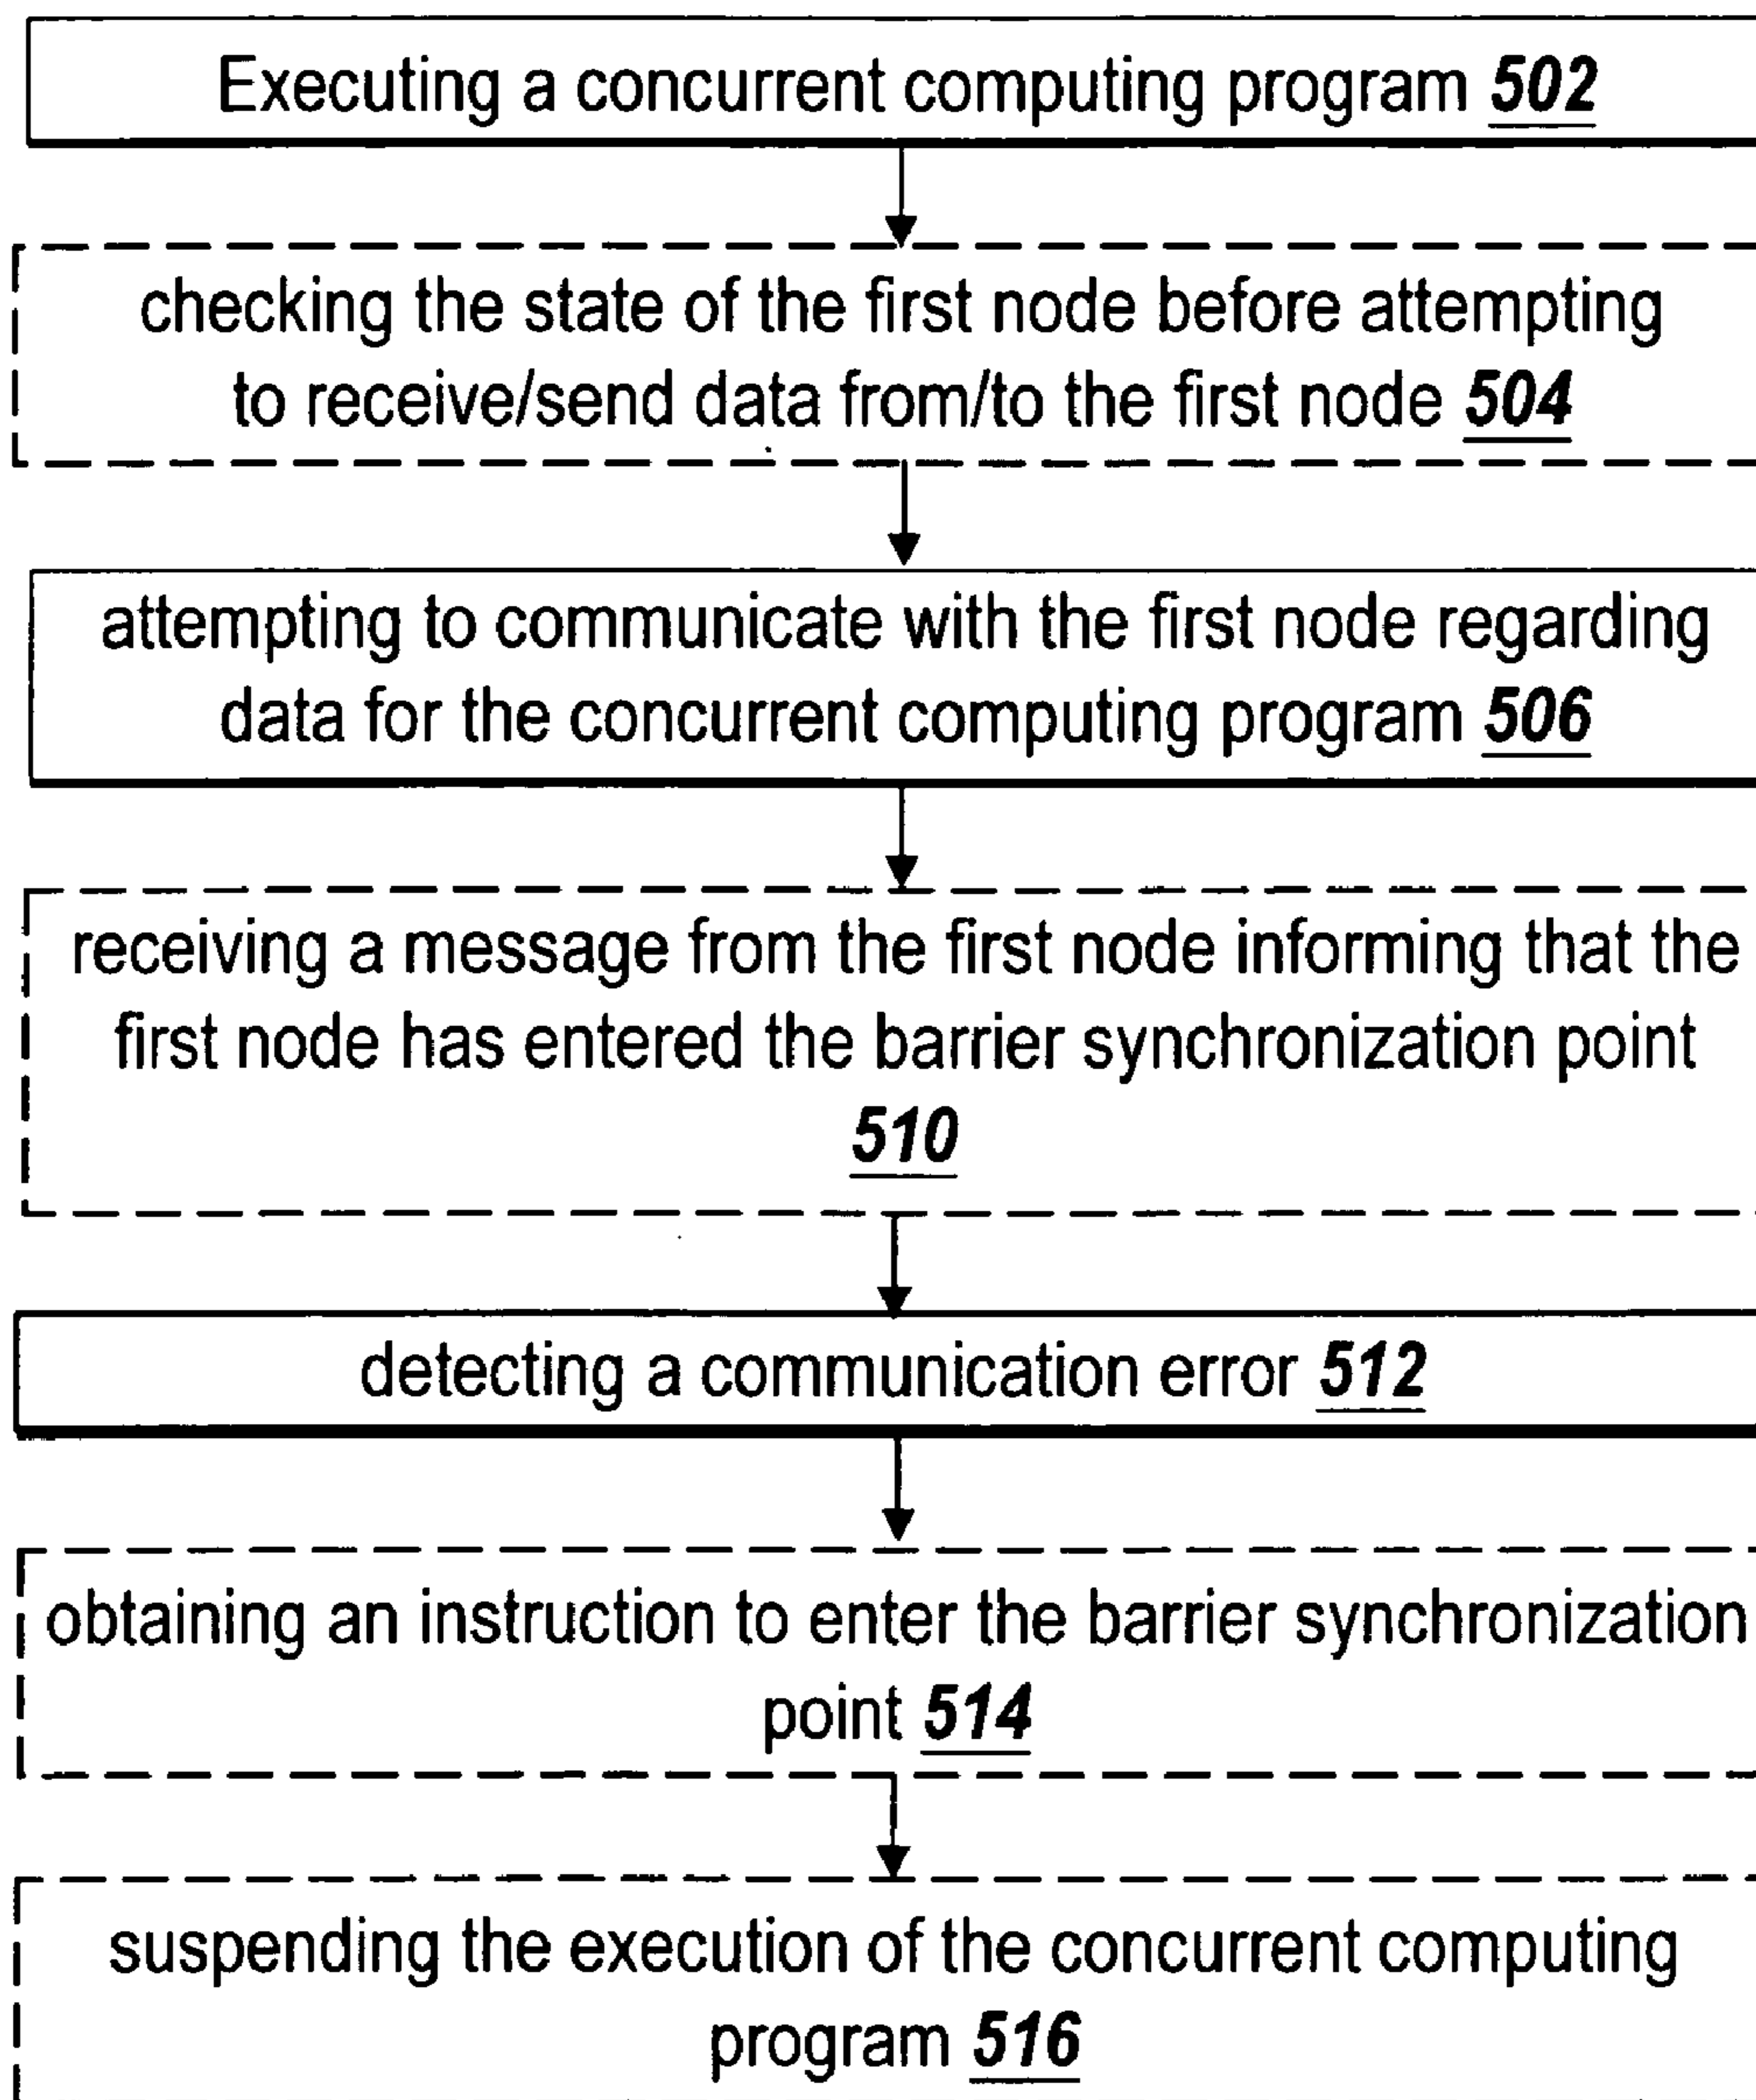 Executing a concurrent computing program 502
checking the state of the first node before attempting
to receive/send data from/to the first node 504
attempting to communicate with the first node regarding
data for the concurrent computing program 506
receiving a message from the first node informing that the
first node has entered the barrier synchronization point
510
detecting a communication error 512
obtaining an instruction to enter the barrier synchronization
point 514
suspending the execution of the concurrent computing
program 516